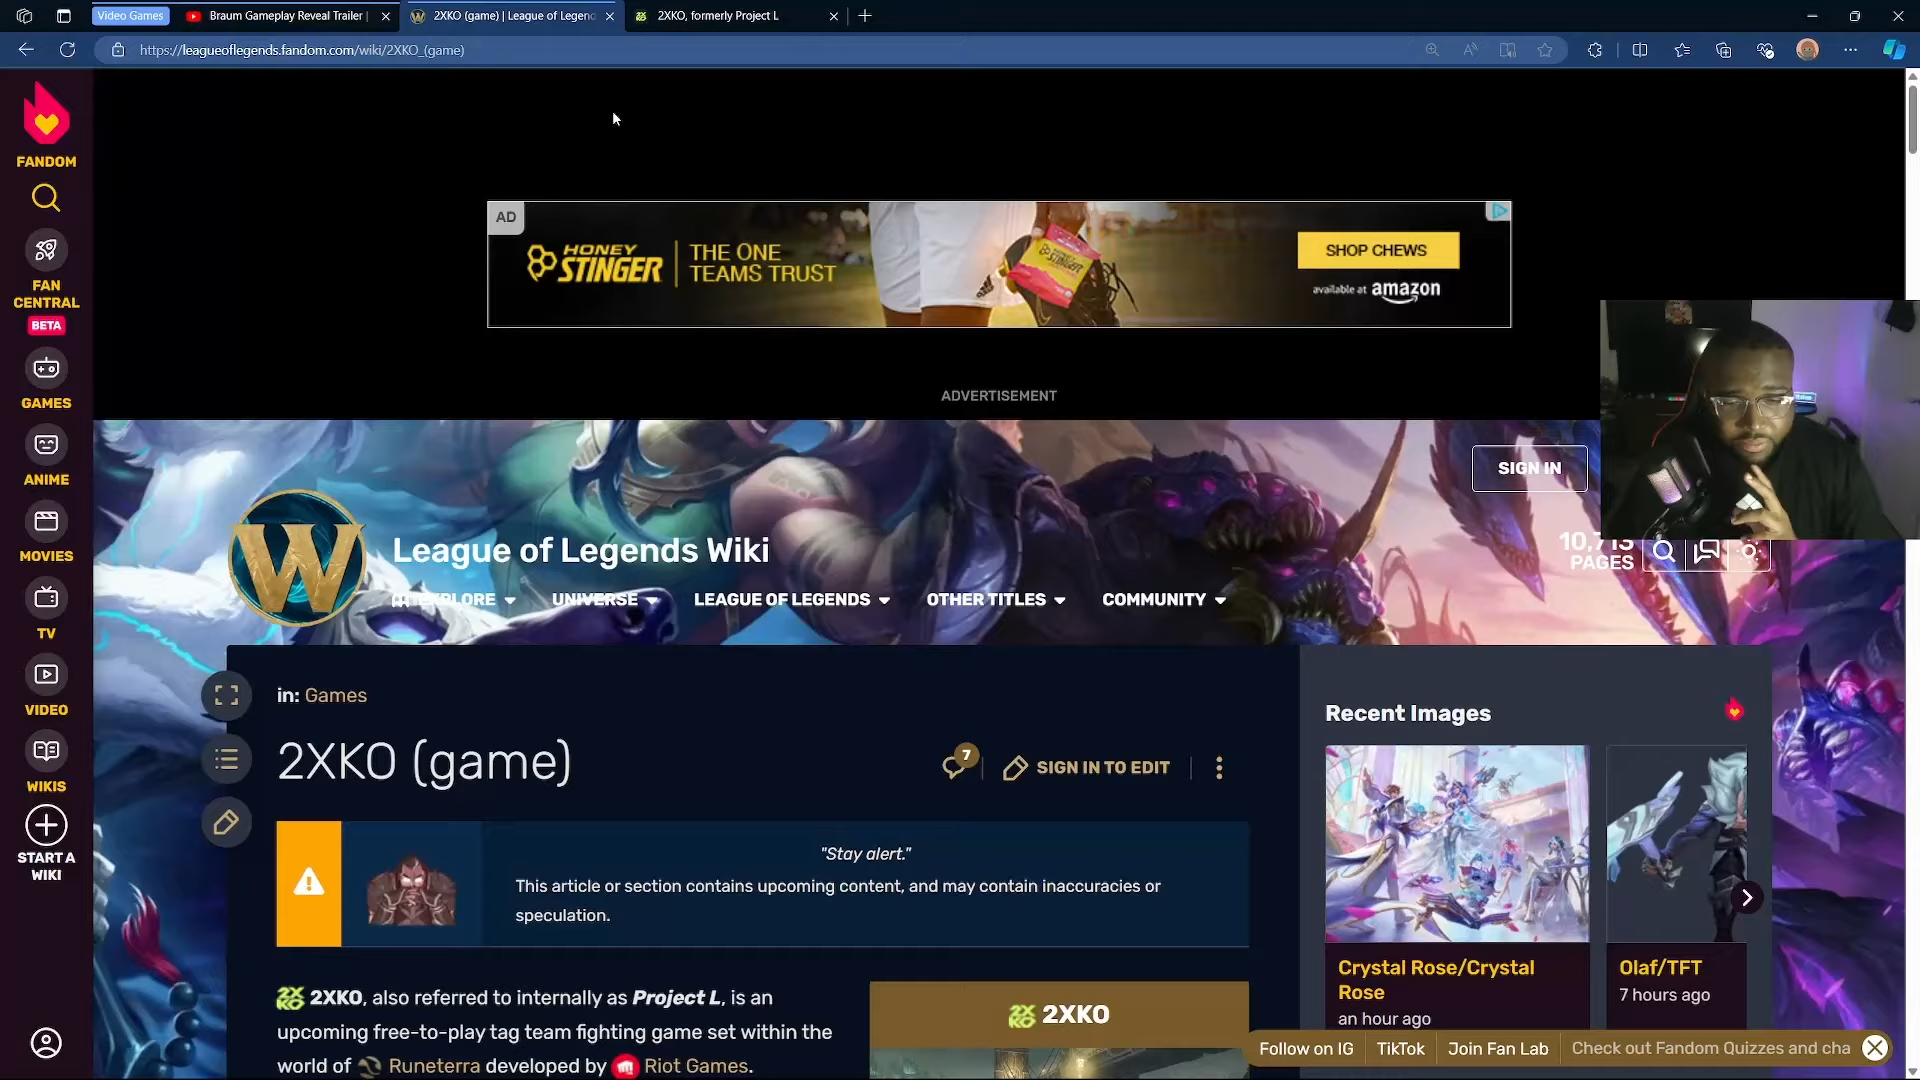 Video Games
Braum Gameplay Reveal Trailer |
2XKO (game) | League of Legend
2XKO, formerly Project L
https://leagueoflegends.fandom.com/wiki/2XKO_(game)
FANDOM
FAN
CENTRAL
BETA
GAMES
ANIME
MOVIES
TV
VIDEO
WIKIS
START A
WIKI
AD
HONEY
STINGER
THE ONE
TEAMS TRUST
SHOP CHEWS
available at amazon
ADVERTISEMENT
SIGN IN
W
League of Legends Wiki
10,713
PAGES
EXPLORE
UNIVERSE
LEAGUE OF LEGENDS
OTHER TITLES
COMMUNITY
in: Games
2XKO (game)
7
SIGN IN TO EDIT
"Stay alert."
This article or section contains upcoming content, and may contain inaccuracies or
speculation.
2XKO 2XKO, also referred to internally as Project L, is an
upcoming free-to-play tag team fighting game set within the
world of Runeterra developed by Riot Games.
2XKO 2XKO
Recent Images
Crystal Rose/Crystal
Rose
an hour ago
Olaf/TFT
7 hours ago
Follow on IG
TikTok
Join Fan Lab
Check out Fandom Quizzes and cha